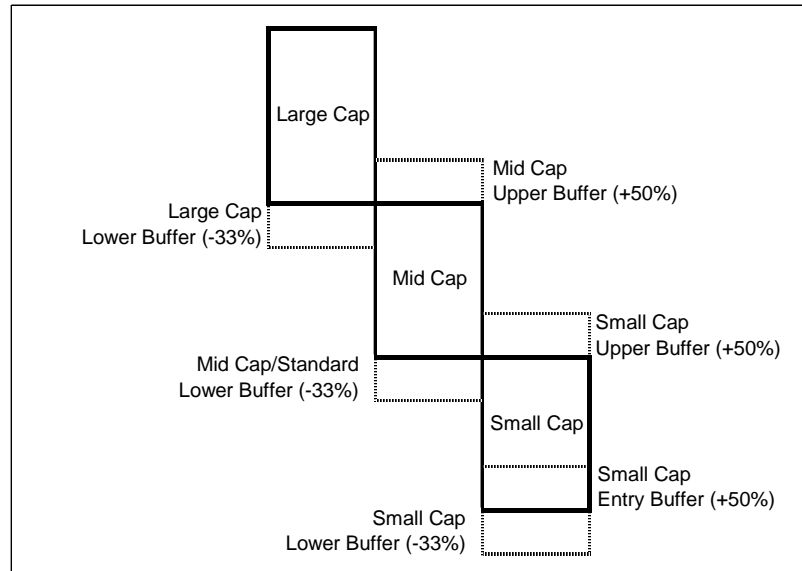 Large Cap
Mid Cap
Upper Buffer (+50%)
Large Cap
Lower Buffer (-33%)
Mid Cap
Small Cap
Upper Buffer (+50%)
Mid Cap/Standard
Lower Buffer (-33%)
Small Cap
Small Cap
Entry Buffer (+50%)
Small Cap
Lower Buffer (-33%)